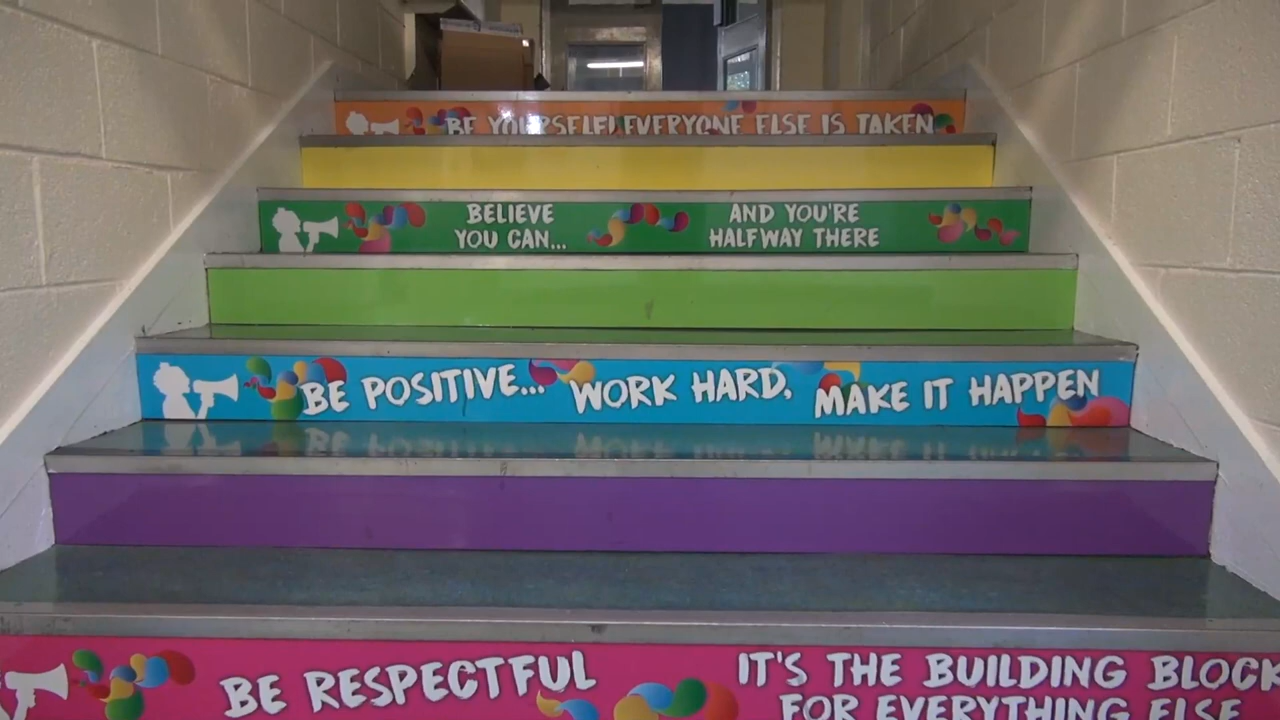 BE YOURSELF! EVERYONE ELSE IS TAKEN
BELIEVE
YOU CAN...
AND YOU'RE
HALFWAY THERE
BE POSITIVE... WORK HARD, MAKE IT HAPPEN
BE RESPECTFUL
IT'S THE BUILDING BLOCK
FOR EVERYTHING ELSE